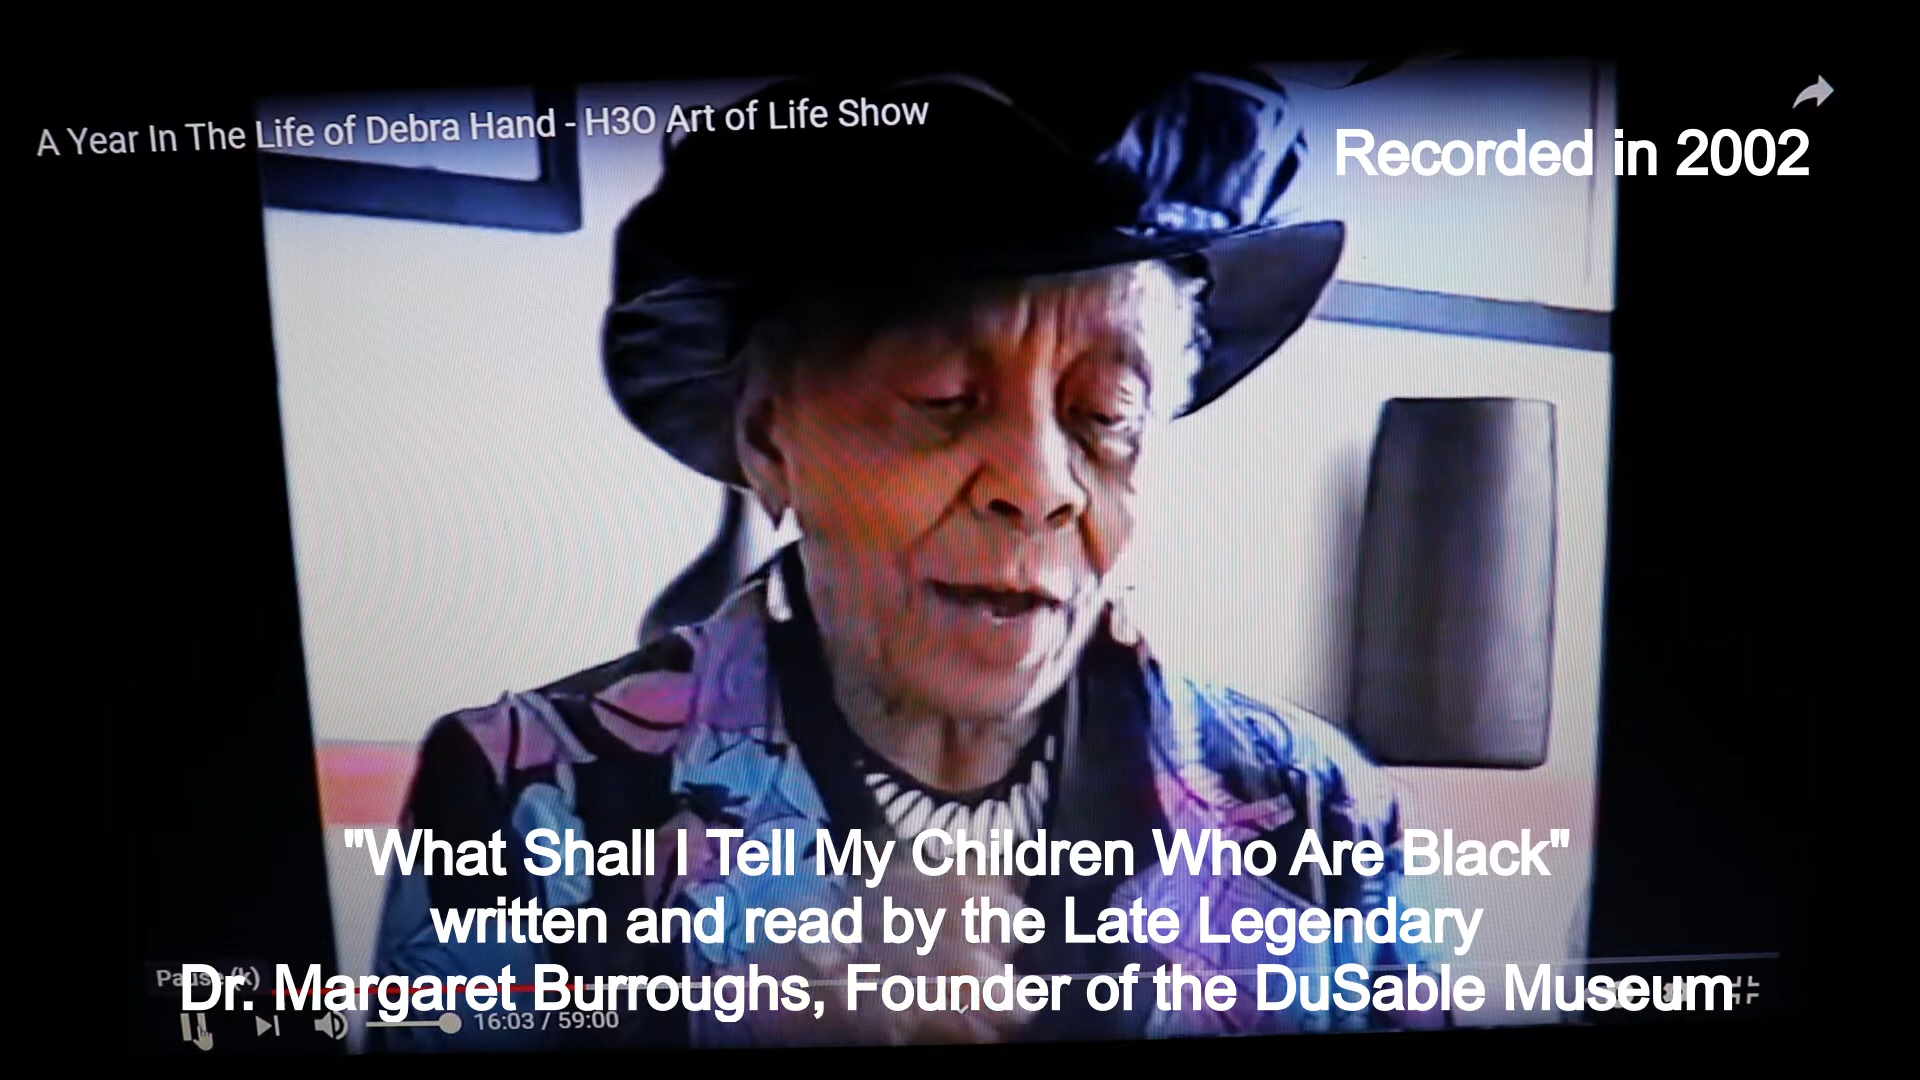 A Year In The Life of Debra Hand - H3O Art of Life Show
Recorded in 2002
"What Shall I Tell My Children Who Are Black"
written and read by the Late Legendary
Pause (k)
Dr. Margaret Burroughs, Founder of the DuSable Museum
16:03 / 59:00